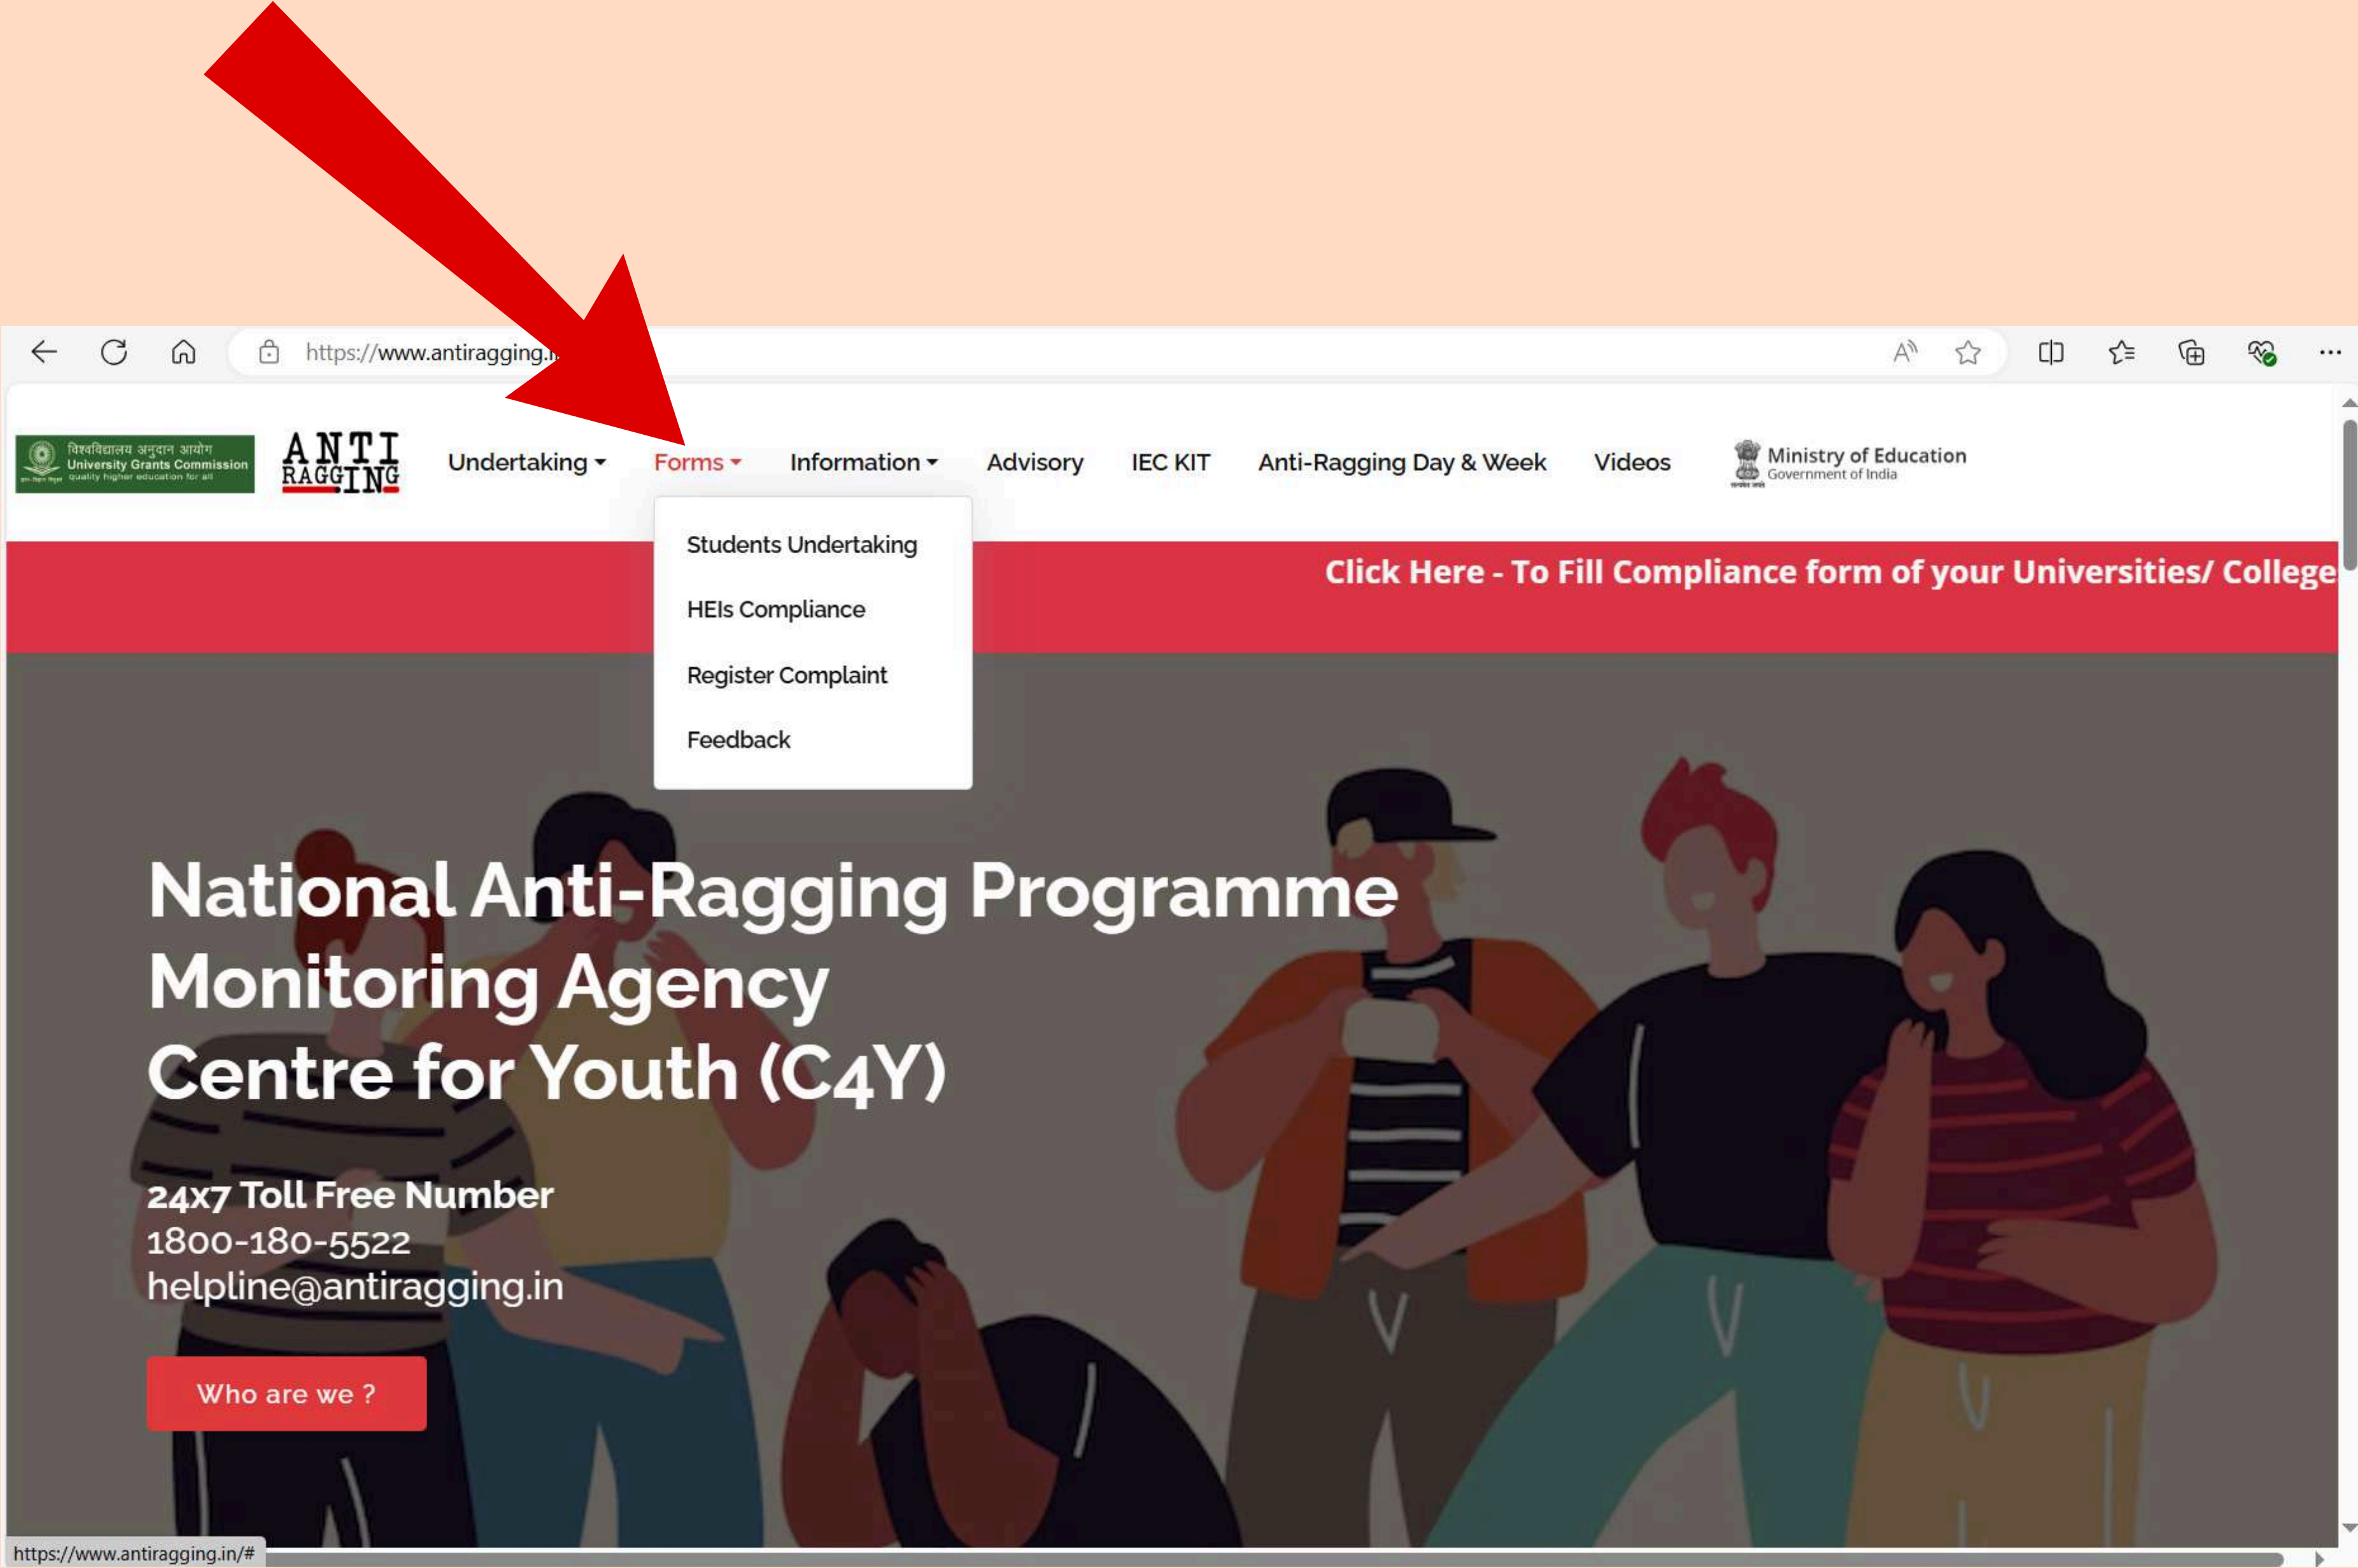 https://www.antiragging.i
विश्वविद्यालय अनुदान आयोग
University Grants Commission
quality higher education for all
ANTI
RAGGING
Undertaking
Forms
Information
Advisory
IEC KIT
Anti-Ragging Day & Week
Videos
Ministry of Education
Government of India
Students Undertaking
HEIs Compliance
Register Complaint
Feedback
Click Here - To Fill Compliance form of your Universities/ College
National Anti-Ragging Programme
Monitoring Agency
Centre for Youth (C4Y)
24x7 Toll Free Number
1800-180-5522
helpline@antiragging.in
Who are we ?
https://www.antiragging.in/#